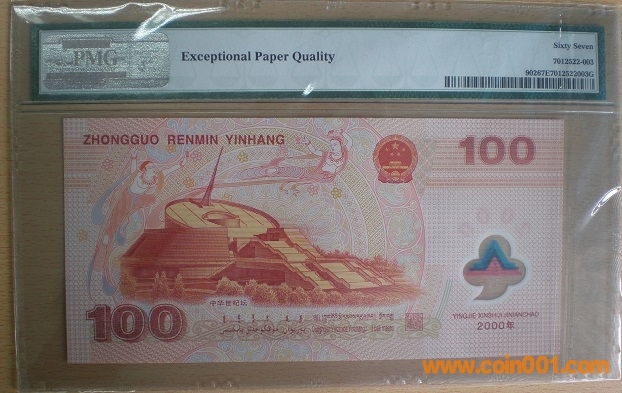 PMG
Exceptional Paper Quality
Sixty Seven
7012522-003
90267E7012522003G
ZHONGGUO RENMIN YINHANG
100
中华世纪坛
100
YINGJIE XINSHIJI JINIANCHAO
2000年
www.coin001.com